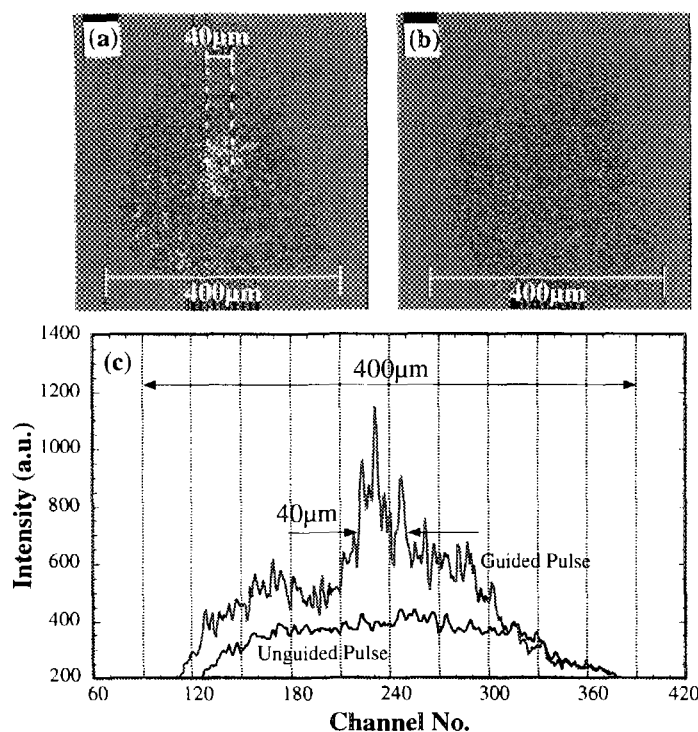 (a)
40μm
400μm
(b)
400μm
(c)
400μm
40μm
Guided Pulse
Unguided Pulse
1400
1200
1000
800
600
400
200
Intensity (a.u.)
60 120 180 240 300 360 420
Channel No.